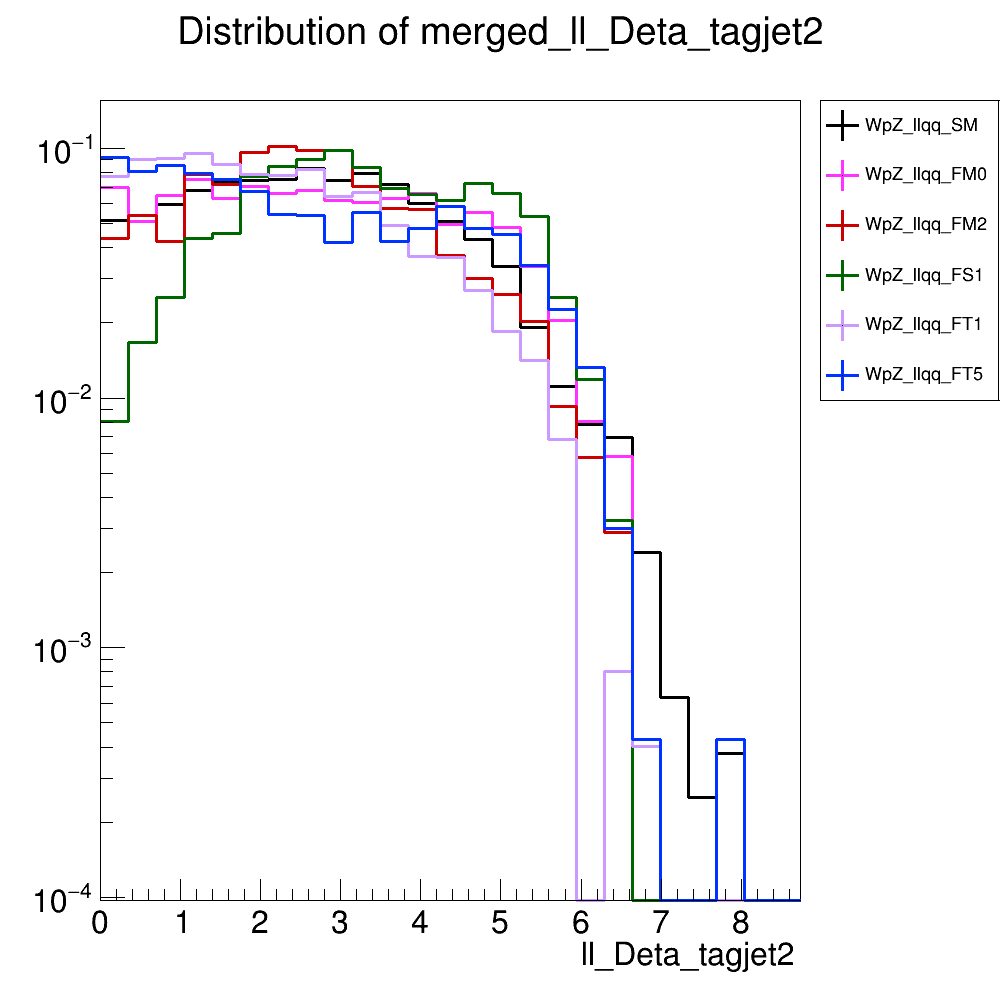 Distribution of merged_ll_Deta_tagjet2
WpZ_llqq_SM
WpZ_llqq_FM0
WpZ_llqq_FM2
WpZ_llqq_FS1
WpZ_llqq_FT1
WpZ_llqq_FT5
10⁻¹
10⁻²
10⁻³
10⁻⁴
0 1 2 3 4 5 6 7 8
ll_Deta_tagjet2